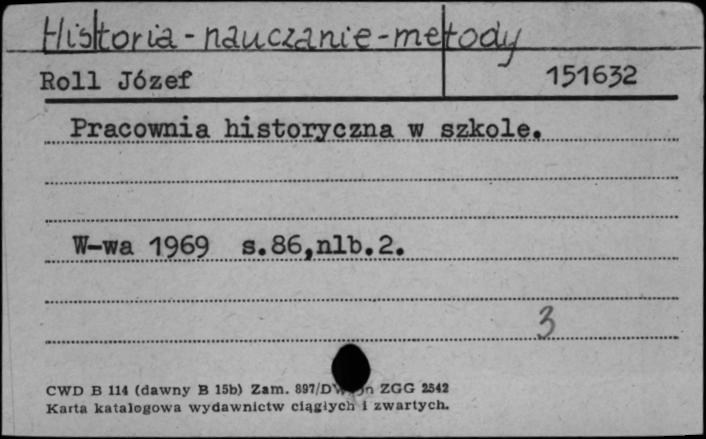 Historia - nauczanie - metody
Roll Józef 151632
Pracownia historyczna w szkole.
W-wa 1969 s.86,nlb.2.
3
CWD B 114 (dawny B 15b) Zam. 897/ ZGG 2542
Karta katalogowa wydawnictw ciągłych i zwartych.